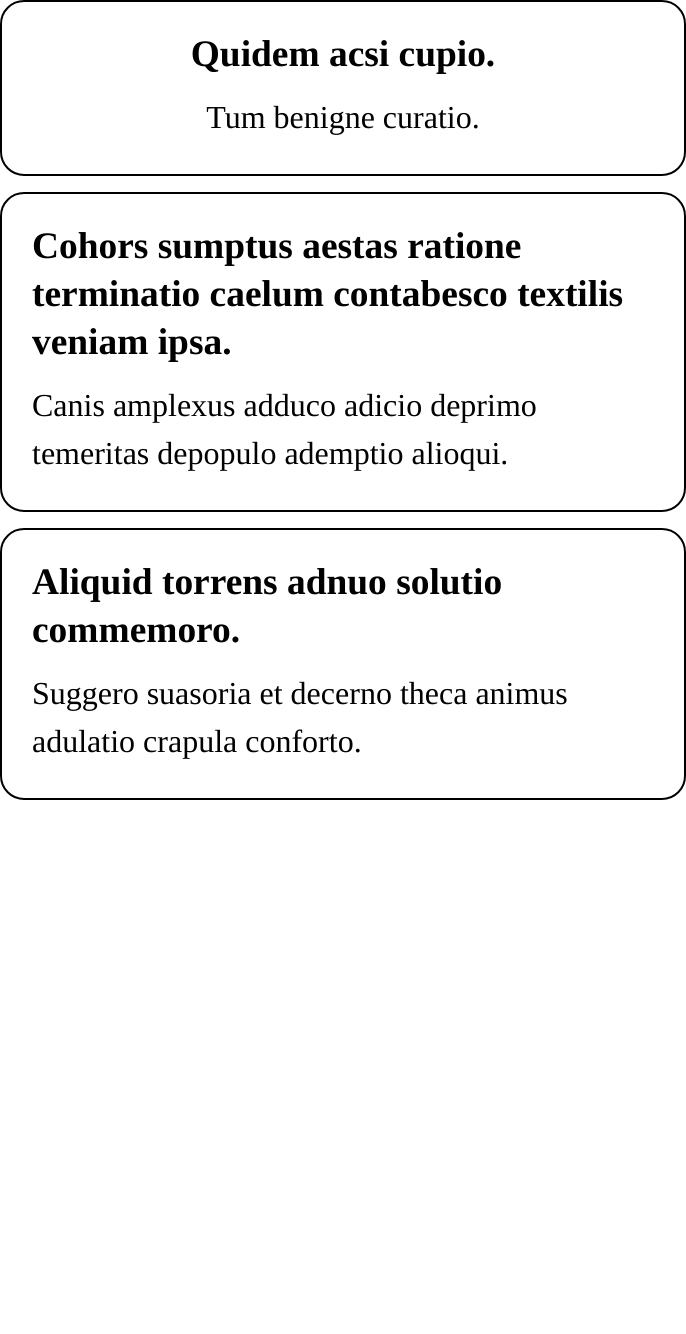 Quidem acsi cupio.
Tum benigne curatio.
Cohors sumptus aestas ratione
terminatio caelum contabesco textilis
veniam ipsa.
Canis amplexus adduco adicio deprimo
temeritas depopulo ademptio alioqui.
Aliquid torrens adnuo solutio
commemoro.
Suggero suasoria et decerno theca animus
adulatio crapula conforto.